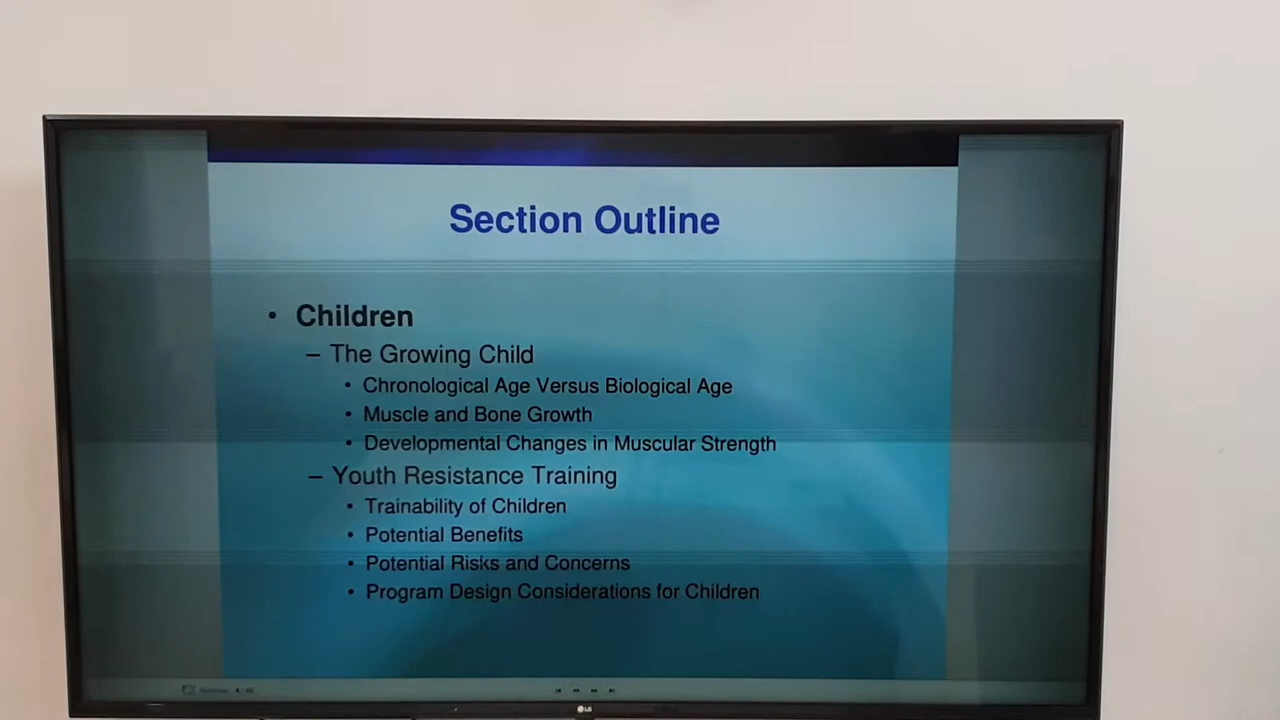 Section Outline
• Children
– The Growing Child
• Chronological Age Versus Biological Age
• Muscle and Bone Growth
• Developmental Changes in Muscular Strength
– Youth Resistance Training
• Trainability of Children
• Potential Benefits
• Potential Risks and Concerns
• Program Design Considerations for Children
LG